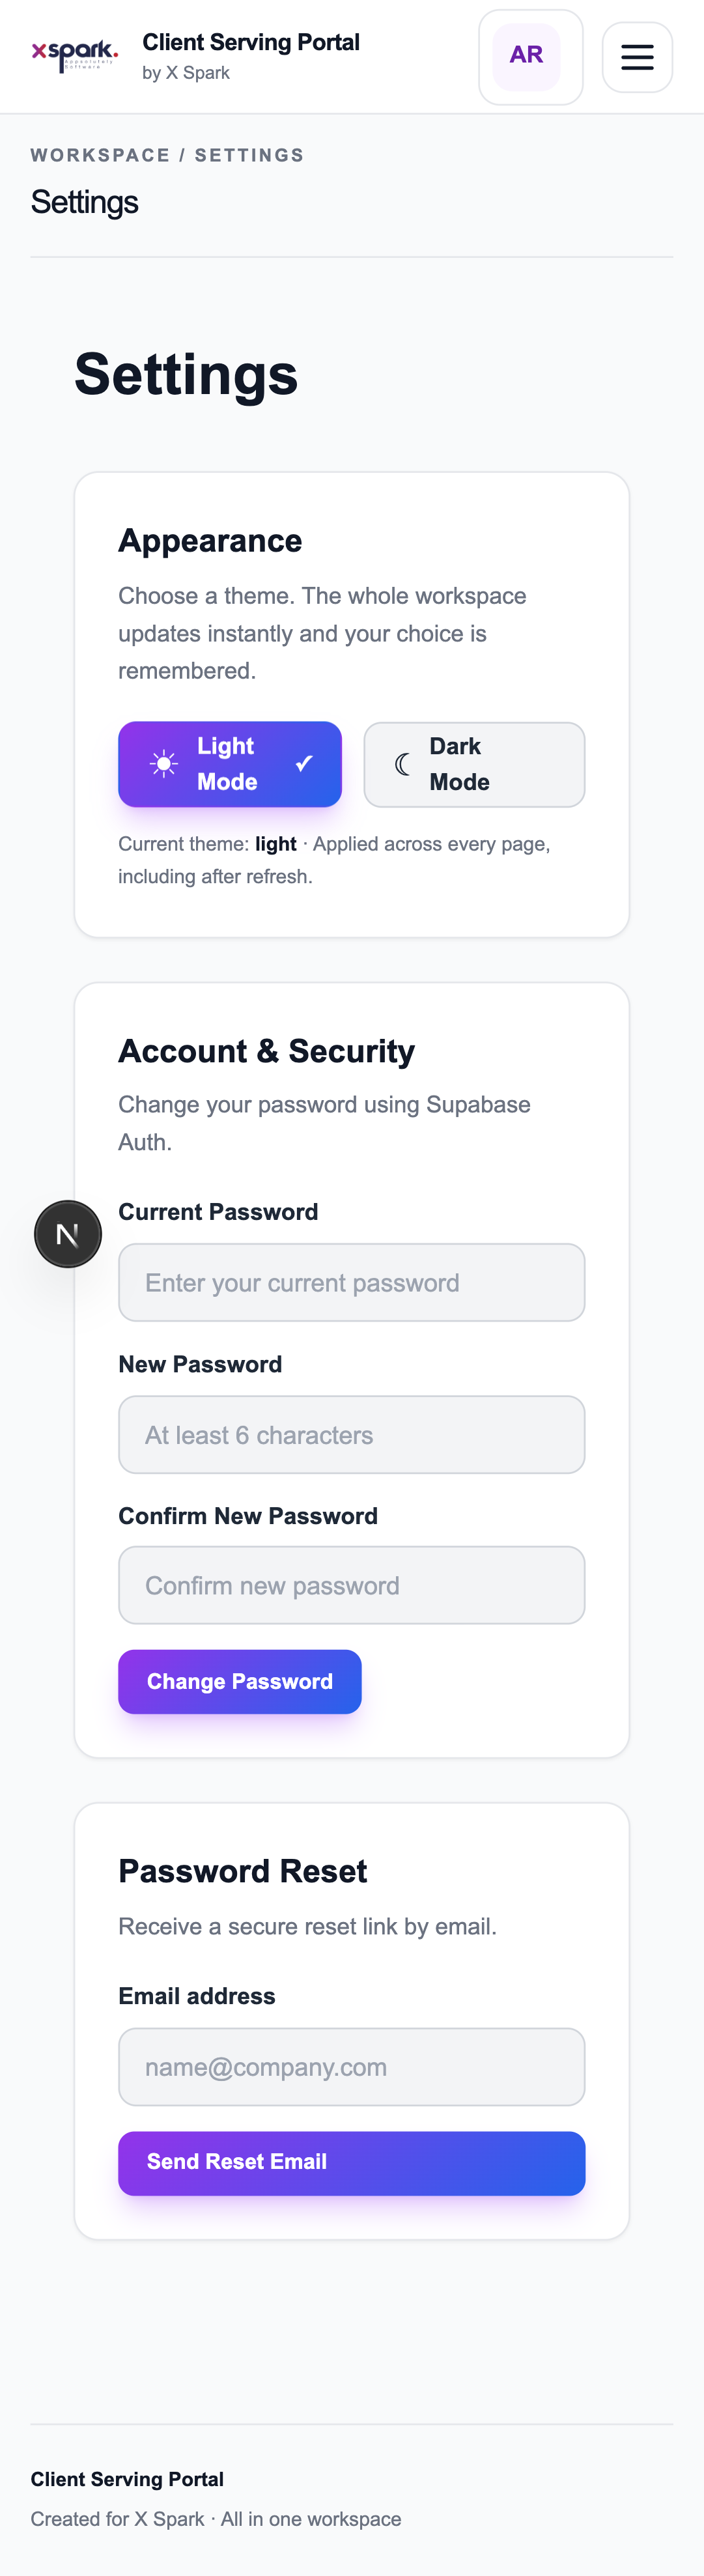 xspark.
Client Serving Portal
by X Spark
AR
WORKSPACE / SETTINGS
Settings
Settings
Appearance
Choose a theme. The whole workspace
updates instantly and your choice is
remembered.
Light
Mode
✓
Dark
Mode
Current theme: light · Applied across every page,
including after refresh.
Account & Security
Change your password using Supabase
Auth.
N
Current Password
Enter your current password
New Password
At least 6 characters
Confirm New Password
Confirm new password
Change Password
Password Reset
Receive a secure reset link by email.
Email address
name@company.com
Send Reset Email
Client Serving Portal
Created for X Spark · All in one workspace